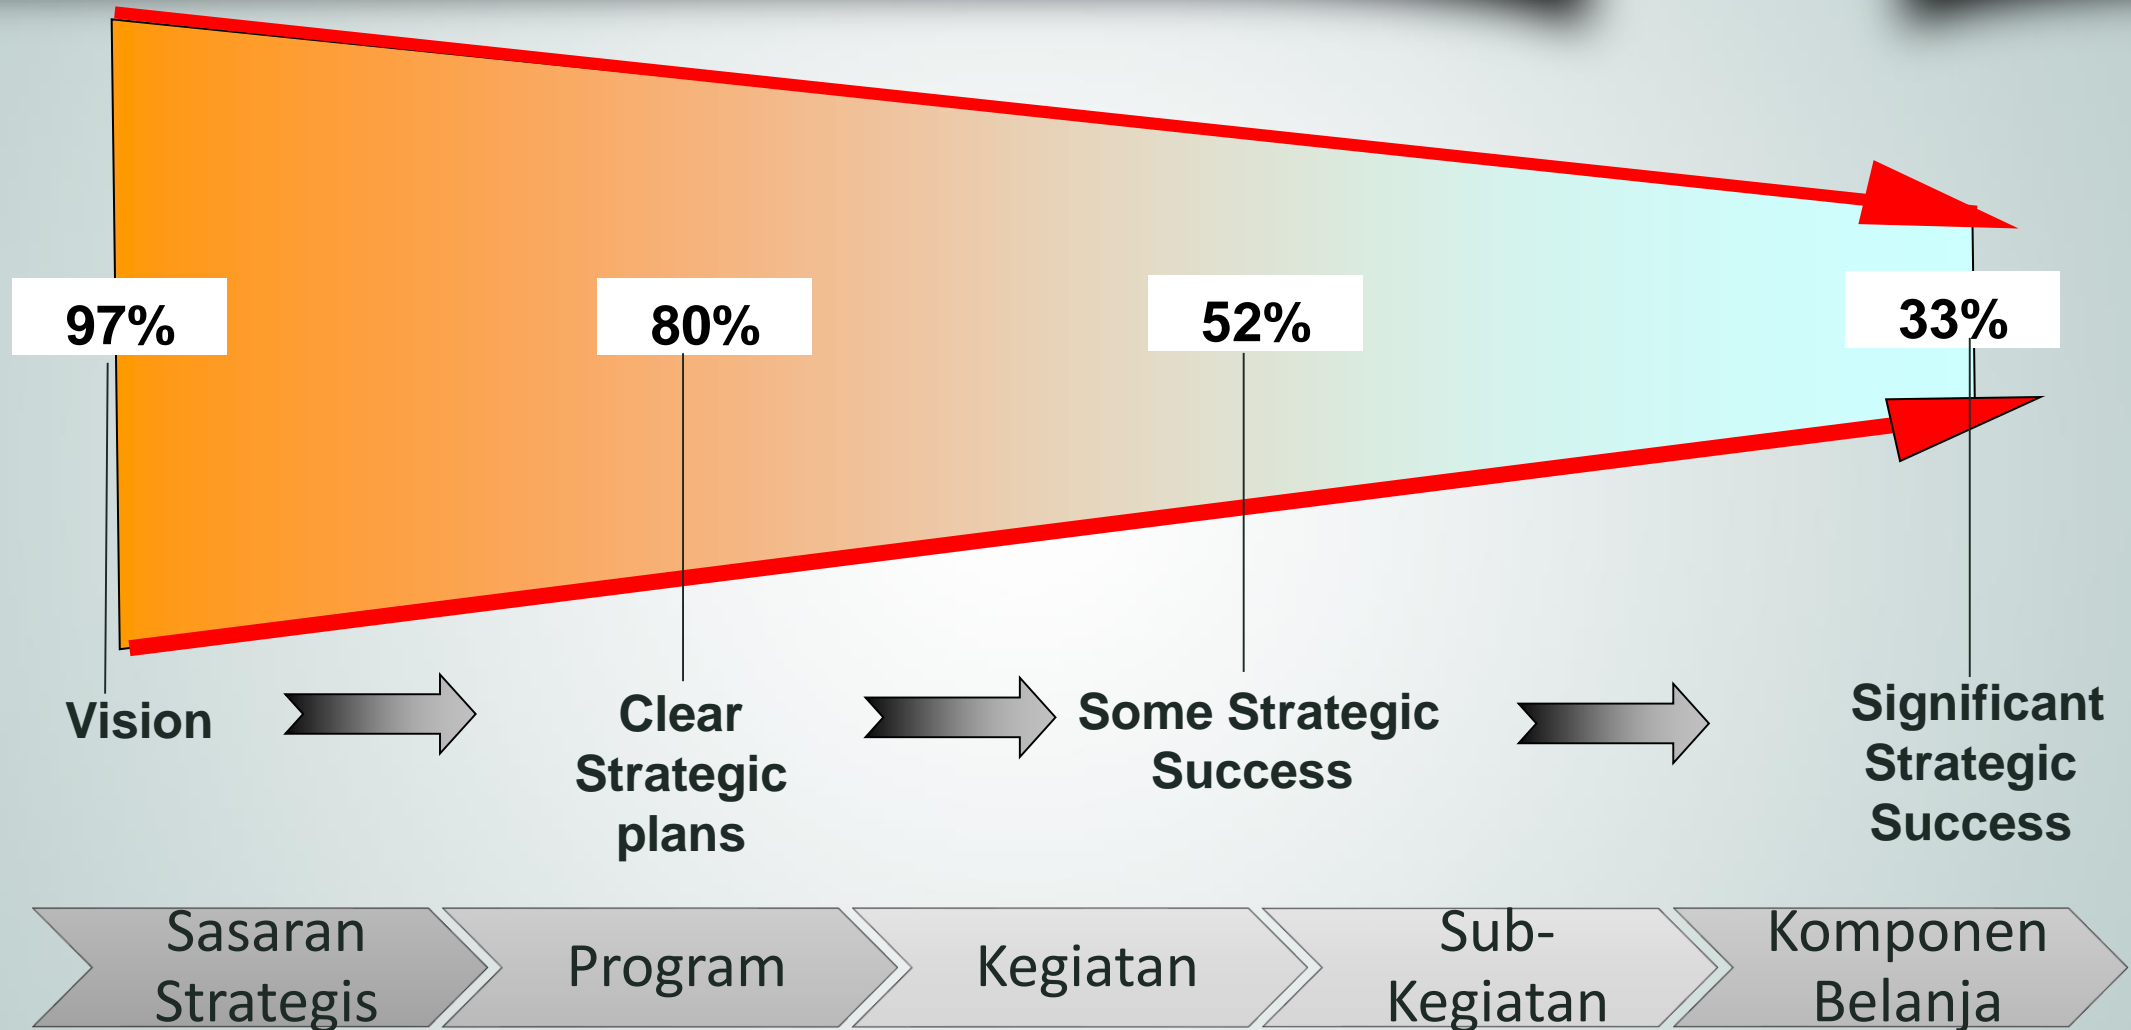 97%
80%
52%
33%
Vision
Clear
Strategic
plans
Some Strategic
Success
Significant
Strategic
Success
Sasaran
Strategis
Program
Kegiatan
Sub-
Kegiatan
Komponen
Belanja